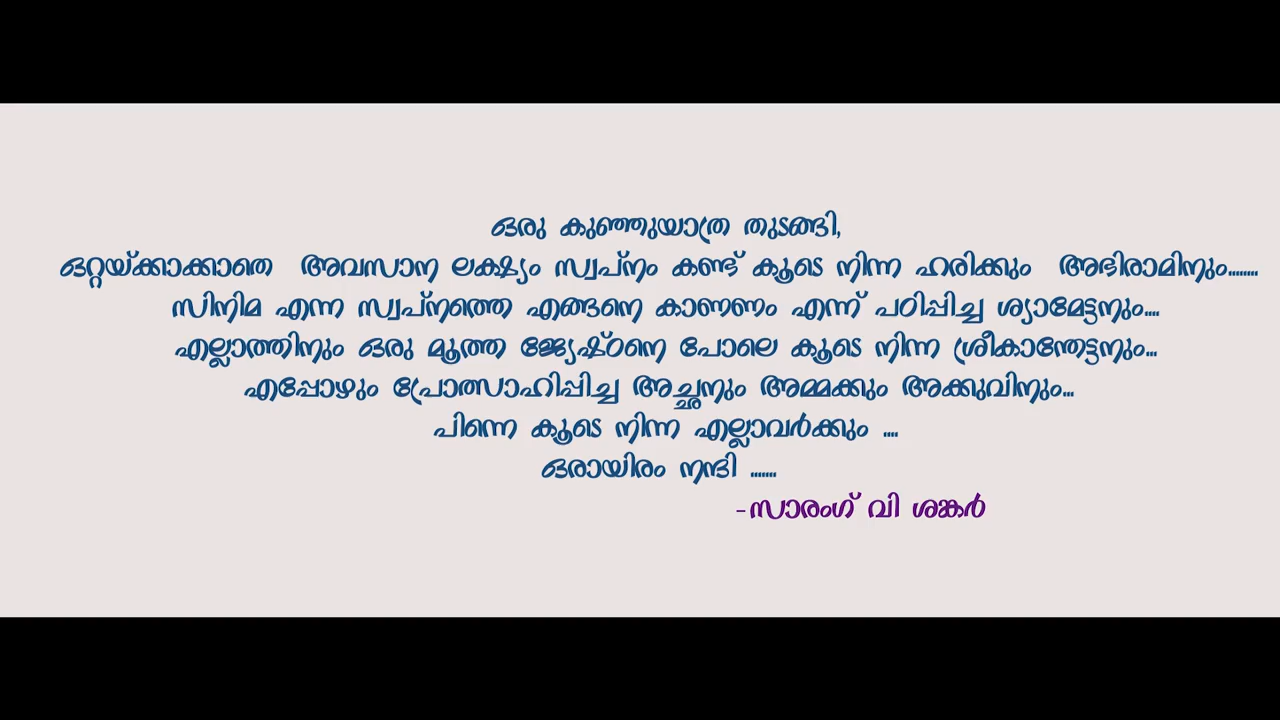 ഒരു കുഞ്ഞുയാത്ര തുടങ്ങി,
ഒറ്റയ്ക്കാക്കാതെ അവസാന ലക്ഷ്യം സ്വപ്നം കണ്ട് കൂടെ നിന്ന ഹരിക്കും അഭിരാമിനും........
സിനിമ എന്ന സ്വപ്നത്തെ എങ്ങനെ കാണണം എന്ന് പഠിപ്പിച്ച ശ്യാമേട്ടനും....
എല്ലാത്തിനും ഒരു മൂത്ത ജ്യേഷ്ഠനെ പോലെ കൂടെ നിന്ന ശ്രീകാന്തേട്ടനും...
എപ്പോഴും പ്രോത്സാഹിപ്പിച്ച അച്ഛനും അമ്മക്കും അക്കുവിനും...
പിന്നെ കൂടെ നിന്ന എല്ലാവർക്കും ....
ഒരായിരം നന്ദി .......
-സാരംഗ് വി ശങ്കർ